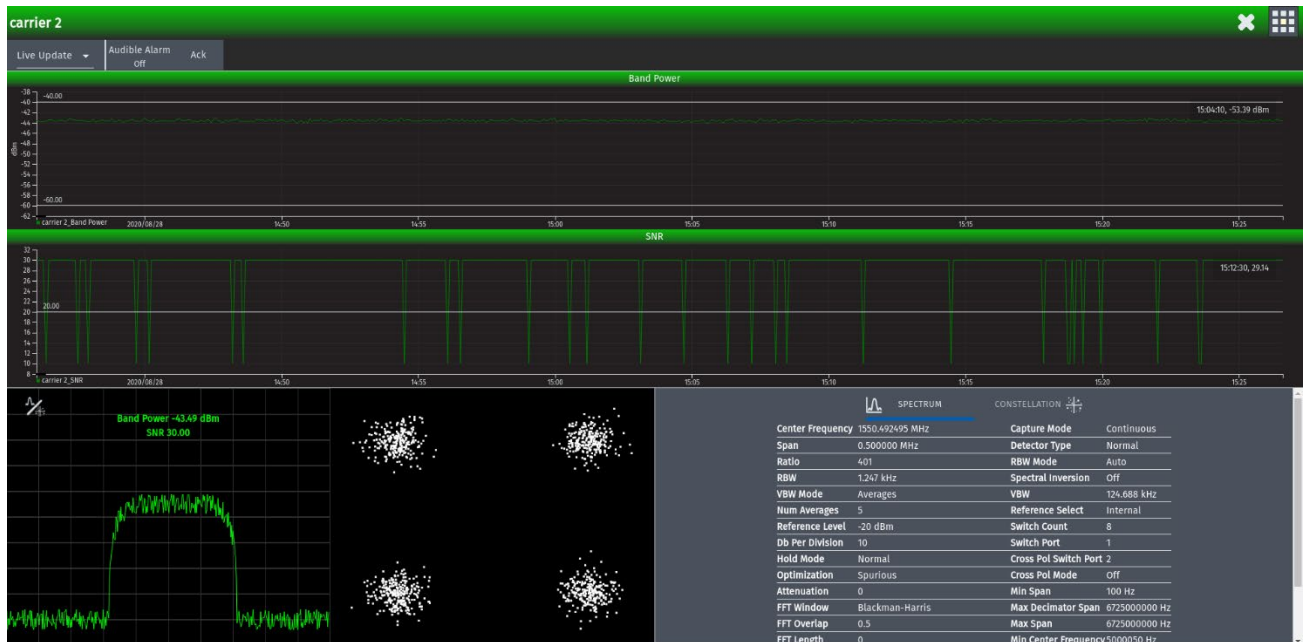 carrier 2
Live Update
Audible Alarm
Off
Ack
Band Power
-38
-40
-42
-44
-46
-48
-50
-52
-54
-56
-58
-60
-62
dBm
-40.00
-60.00
15:04:10, -53.39 dBm
carrier 2_Band Power 2020/08/28 14:50 14:55 15:00 15:05 15:10 15:15 15:20 15:25
SNR
32
30
28
26
24
22
20
18
16
14
12
10
8
20.00
15:12:30, 29.14
carrier 2_SNR 2020/08/28 14:50 14:55 15:00 15:05 15:10 15:15 15:20 15:25
Band Power -43.49 dBm
SNR 30.00
SPECTRUM CONSTELLATION
Center Frequency 1550.492495 MHz Capture Mode Continuous
Span 0.500000 MHz Detector Type Normal
Ratio 401 RBW Mode Auto
RBW 1.247 kHz Spectral Inversion Off
VBW Mode Averages VBW 124.688 kHz
Num Averages 5 Reference Select Internal
Reference Level -20 dBm Switch Count 8
Db Per Division 10 Switch Port 1
Hold Mode Normal Cross Pol Switch Port 2
Optimization Spurious Cross Pol Mode Off
Attenuation 0 Min Span 100 Hz
FFT Window Blackman-Harris Max Decimator Span 6725000000 Hz
FFT Overlap 0.5 Max Span 6725000000 Hz
FFT Length 0 Min Center Frequency 5000050 Hz